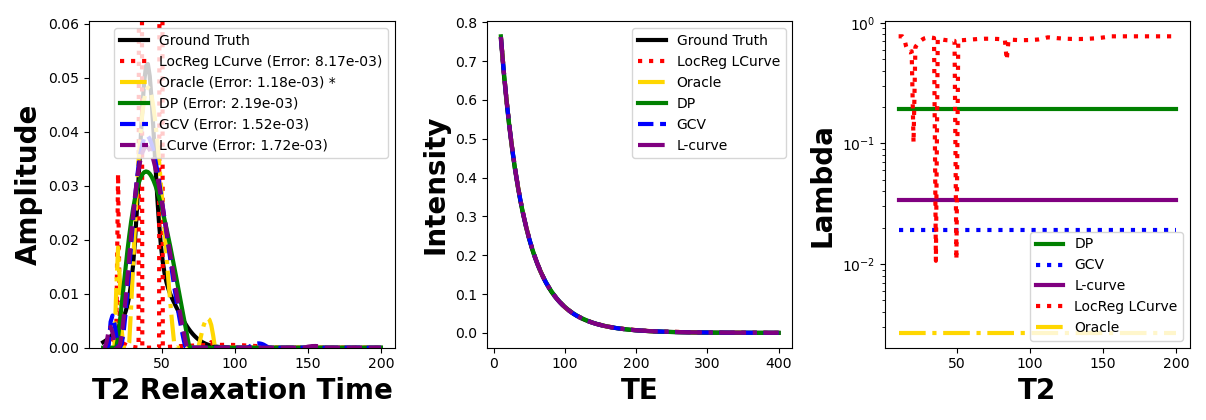 0.06
0.05
0.04
0.03
0.02
0.01
0.00
Amplitude
50
100
150
200
T2 Relaxation Time
Ground Truth
LocReg LCurve (Error: 8.17e-03)
Oracle (Error: 1.18e-03) *
DP (Error: 2.19e-03)
GCV (Error: 1.52e-03)
LCurve (Error: 1.72e-03)
0.8
0.7
0.6
0.5
0.4
0.3
0.2
0.1
0.0
Intensity
0
100
200
300
400
TE
Ground Truth
LocReg LCurve
Oracle
DP
GCV
L-curve
10⁰
10⁻¹
10⁻²
Lambda
50
100
150
200
T2
DP
GCV
L-curve
LocReg LCurve
Oracle